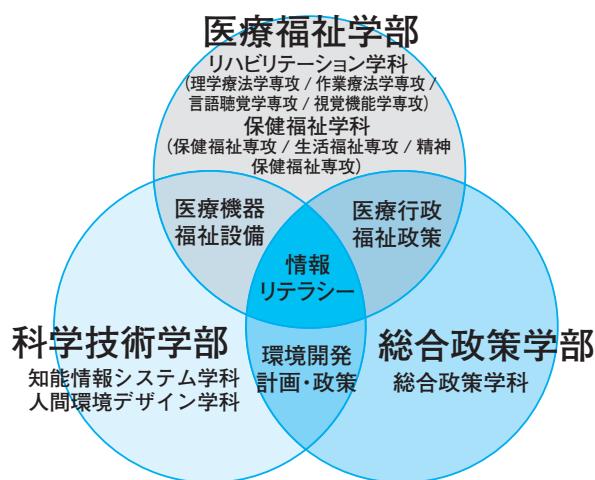 医療福祉学部
リハビリテーション学科
(理学療法学専攻 / 作業療法学専攻 /
言語聴覚学専攻 / 視覚機能学専攻)
保健福祉学科
(保健福祉専攻 / 生活福祉専攻 / 精神
保健福祉専攻)
医療機器
福祉設備
医療行政
福祉政策
情報
リテラシー
科学技術学部
知能情報システム学科
人間環境デザイン学科
環境開発
計画・政策
総合政策学部
総合政策学科